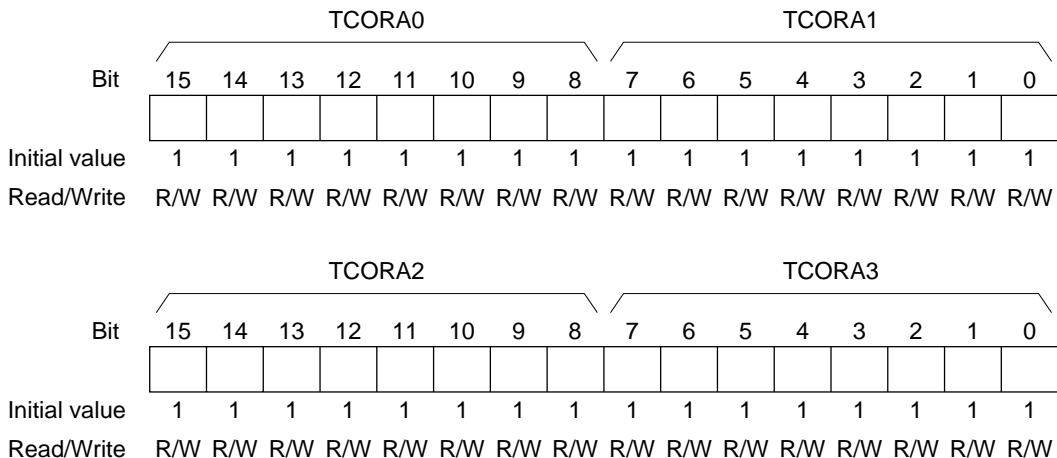 TCORA0 TCORA1
Bit 15 14 13 12 11 10 9 8 7 6 5 4 3 2 1 0
Initial value 1 1 1 1 1 1 1 1 1 1 1 1 1 1 1 1
Read/Write R/W R/W R/W R/W R/W R/W R/W R/W R/W R/W R/W R/W R/W R/W R/W R/W
TCORA2 TCORA3
Bit 15 14 13 12 11 10 9 8 7 6 5 4 3 2 1 0
Initial value 1 1 1 1 1 1 1 1 1 1 1 1 1 1 1 1
Read/Write R/W R/W R/W R/W R/W R/W R/W R/W R/W R/W R/W R/W R/W R/W R/W R/W